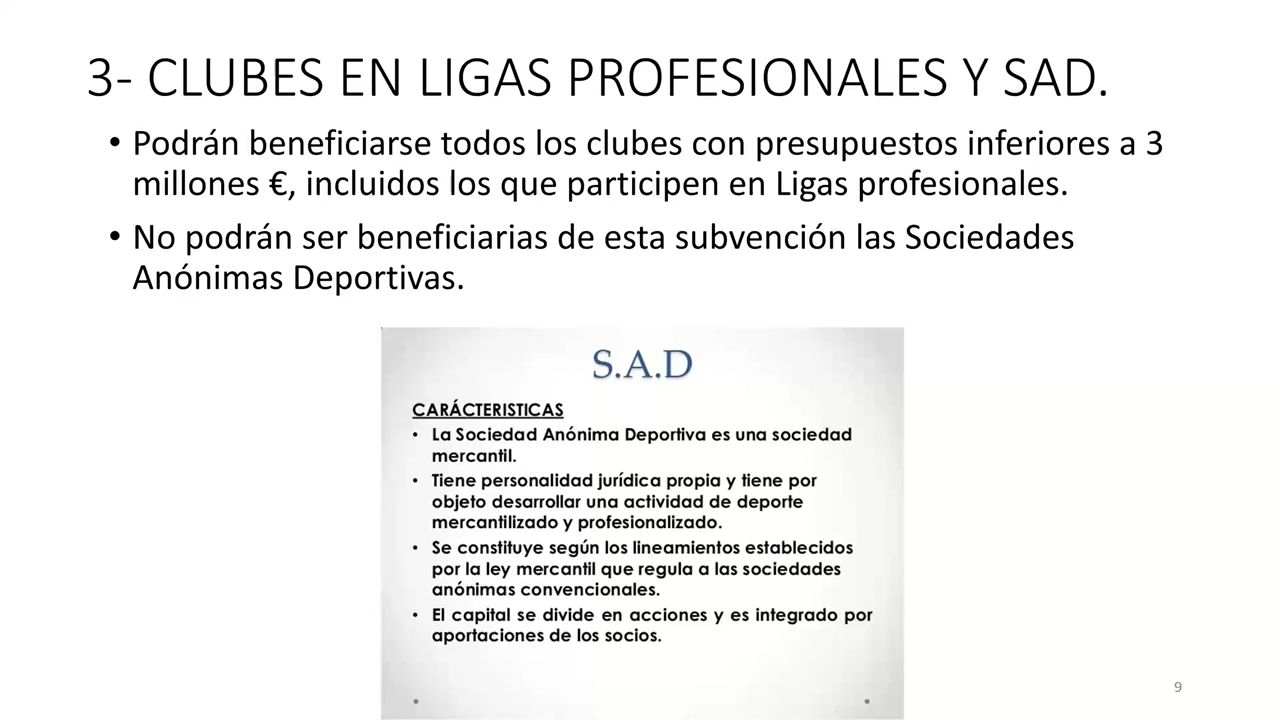 3- CLUBES EN LIGAS PROFESIONALES Y SAD.
• Podrán beneficiarse todos los clubes con presupuestos inferiores a 3
millones €, incluidos los que participen en Ligas profesionales.
• No podrán ser beneficiarias de esta subvención las Sociedades
Anónimas Deportivas.
S.A.D
CARÁCTERISTICAS
• La Sociedad Anónima Deportiva es una sociedad
mercantil.
• Tiene personalidad jurídica propia y tiene por
objeto desarrollar una actividad de deporte
mercantilizado y profesionalizado.
• Se constituye según los lineamientos establecidos
por la ley mercantil que regula a las sociedades
anónimas convencionales.
• El capital se divide en acciones y es integrado por
aportaciones de los socios.
9